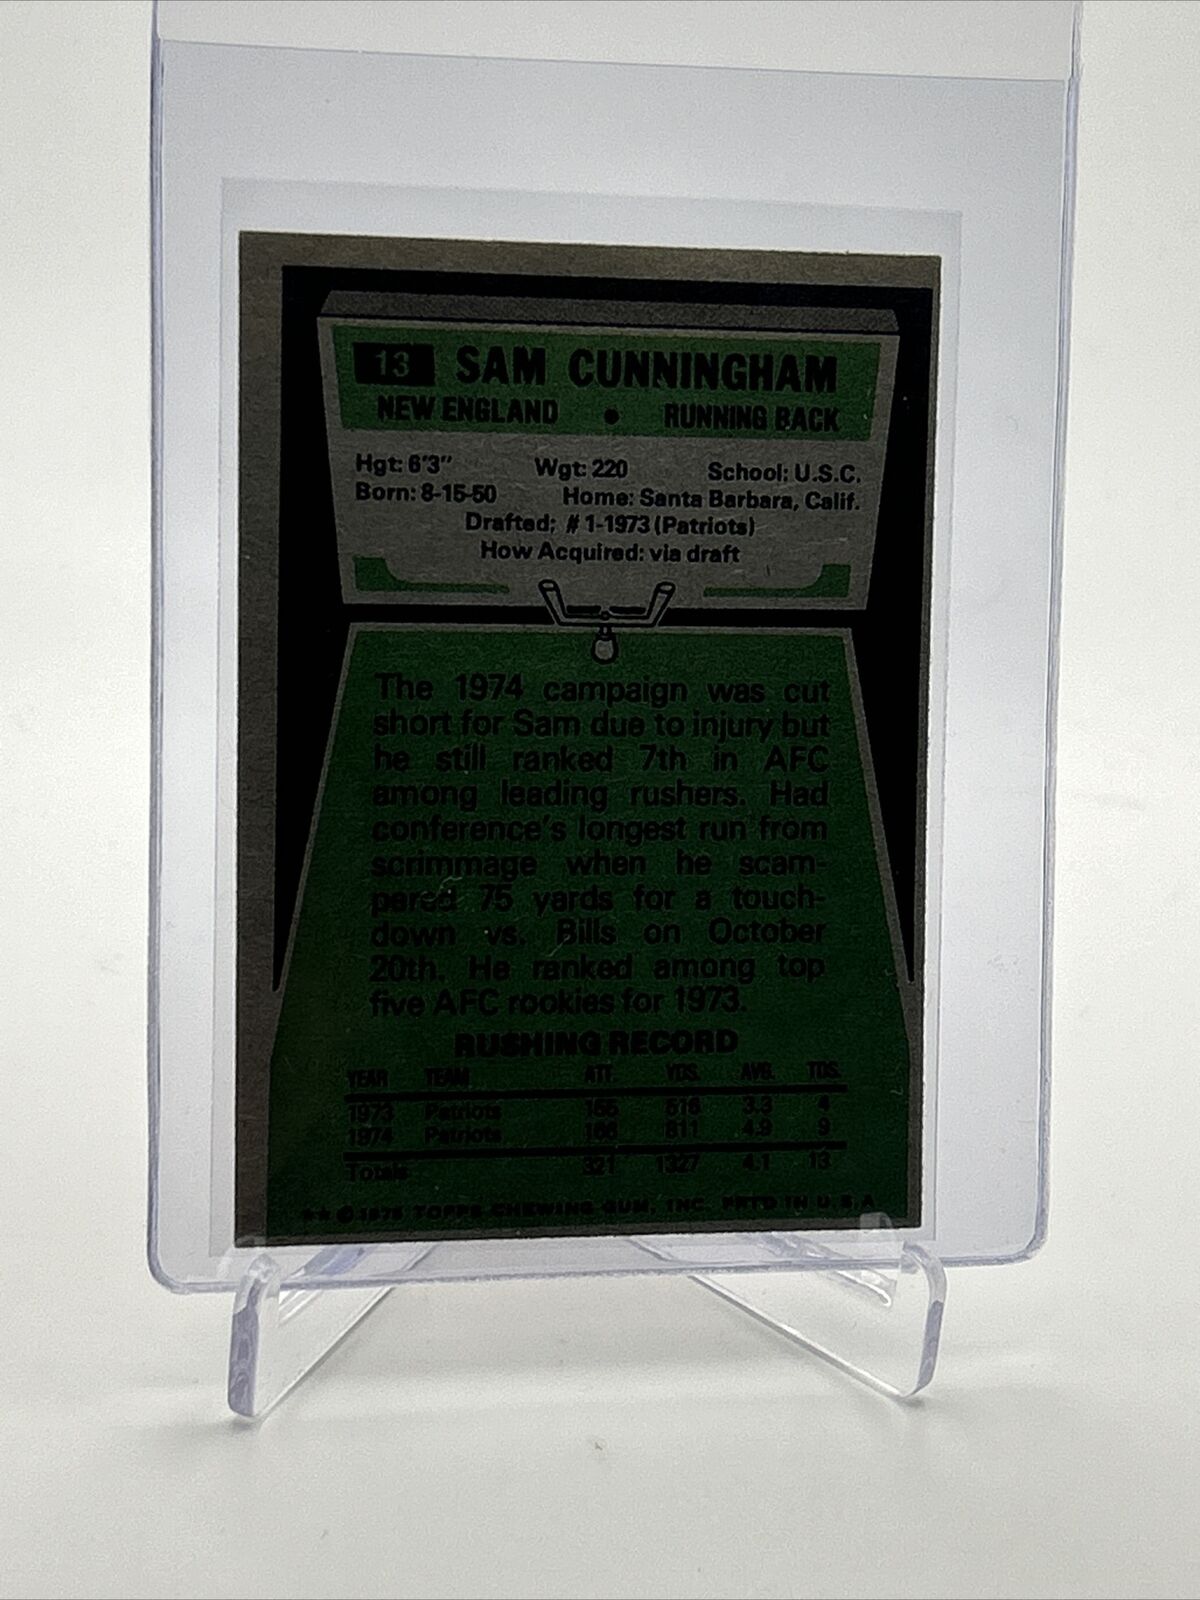 13 SAM CUNNINGHAM
NEW ENGLAND • RUNNING BACK
Hgt: 6'3" Wgt: 220 School: U.S.C.
Born: 8-15-50 Home: Santa Barbara, Calif.
Drafted: #1-1973 (Patriots)
How Acquired: via draft
The 1974 campaign was cut
short for Sam due to injury but
he still ranked 7th in AFC
among leading rushers. Had
conference's longest run from
scrimmage when he scam-
pered 75 yards for a touch-
down vs. Bills on October
20th. He ranked among top
five AFC rookies for 1973.
RUSHING RECORD
YEAR TEAM ATT. YDS. AVG. TDS.
1973 Patriots 155 516 3.3 4
1974 Patriots 166 811 4.9 9
Totals 321 1327 4.1 13
** © 1975 TOPPS CHEWING GUM, INC. PRTD IN U.S.A.